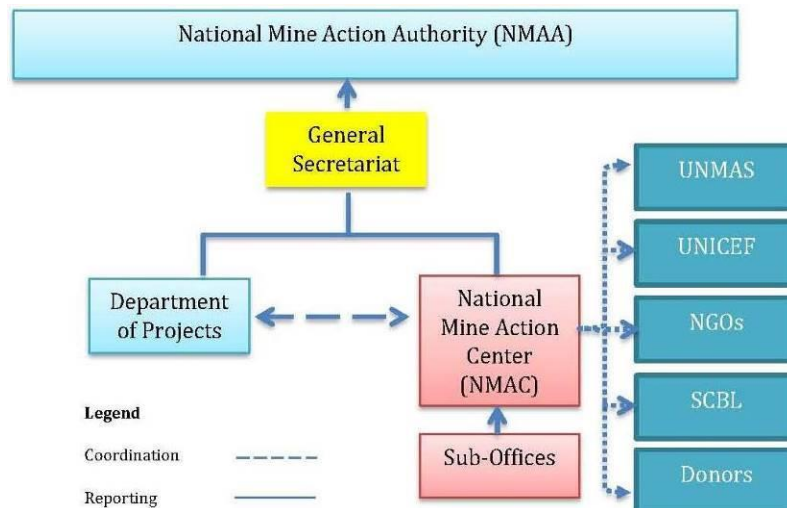 National Mine Action Authority (NMAA)
General
Secretariat
UNMAS
UNICEF
Department
of Projects
National
Mine Action
Center
(NMAC)
NGOs
SCBL
Donors
Sub-Offices
Legend
Coordination
Reporting